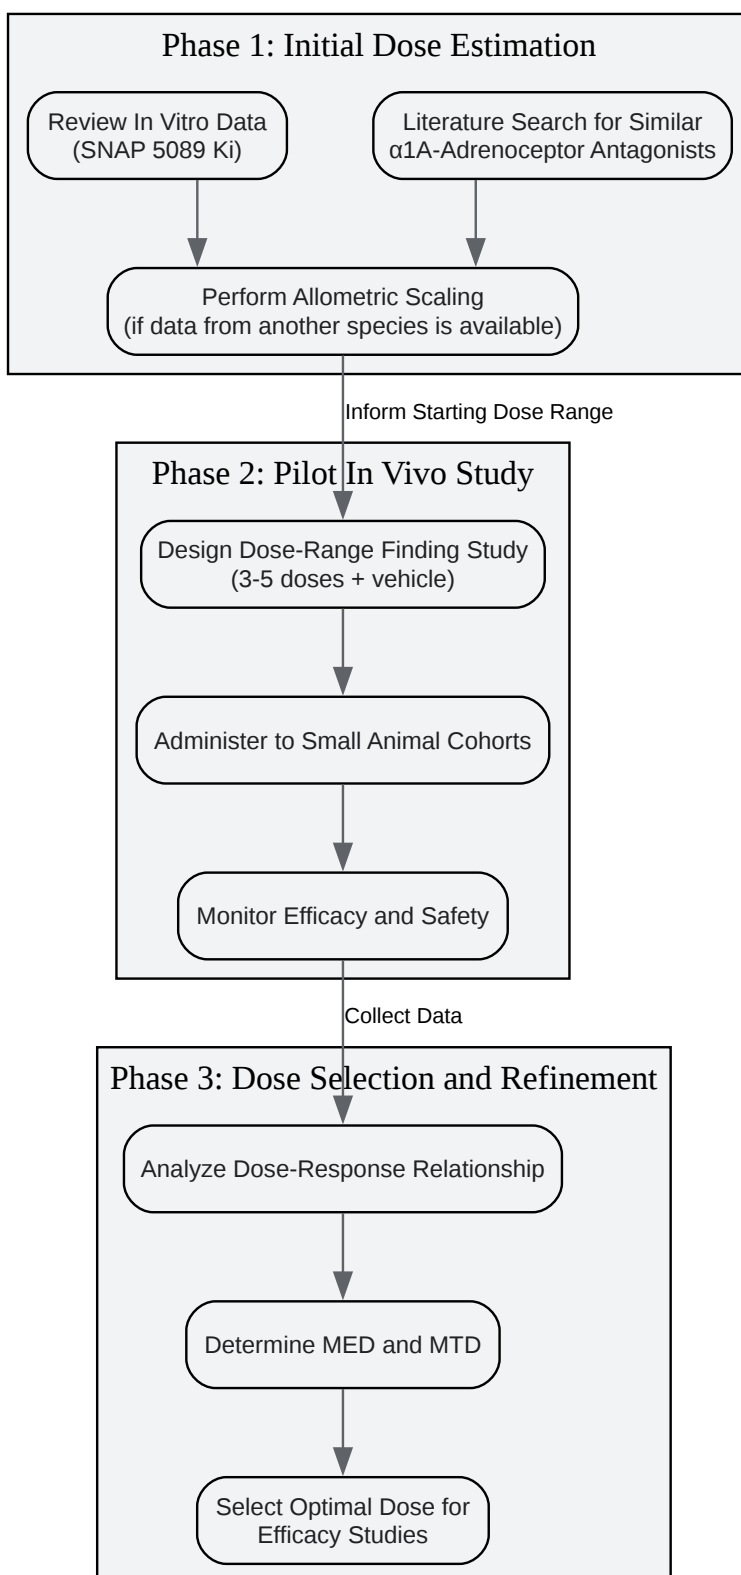 Phase 1: Initial Dose Estimation
Review In Vitro Data
(SNAP 5089 Ki)
Literature Search for Similar
α1A-Adrenoceptor Antagonists
Perform Allometric Scaling
(if data from another species is available)
Inform Starting Dose Range
Phase 2: Pilot In Vivo Study
Design Dose-Range Finding Study
(3-5 doses + vehicle)
Administer to Small Animal Cohorts
Monitor Efficacy and Safety
Collect Data
Phase 3: Dose Selection and Refinement
Analyze Dose-Response Relationship
Determine MED and MTD
Select Optimal Dose for
Efficacy Studies